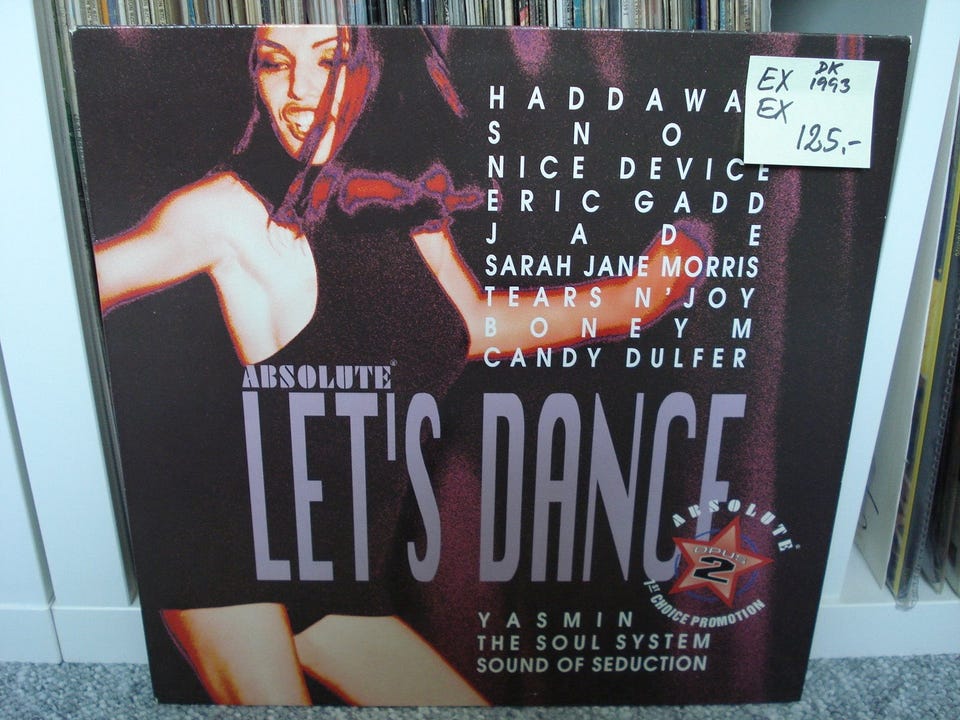 HADDAWA
SNO
NICE DEVICE
ERIC GADD
JADE
SARAH JANE MORRIS
TEARS N'JOY
BONEY M
CANDY DULFER
EX DK
1993
EX
125,-
ABSOLUTE®
LET'S DANCE
ABSOLUTE®
OPUS
2
1ST CHOICE PROMOTION
YASMIN
THE SOUL SYSTEM
SOUND OF SEDUCTION